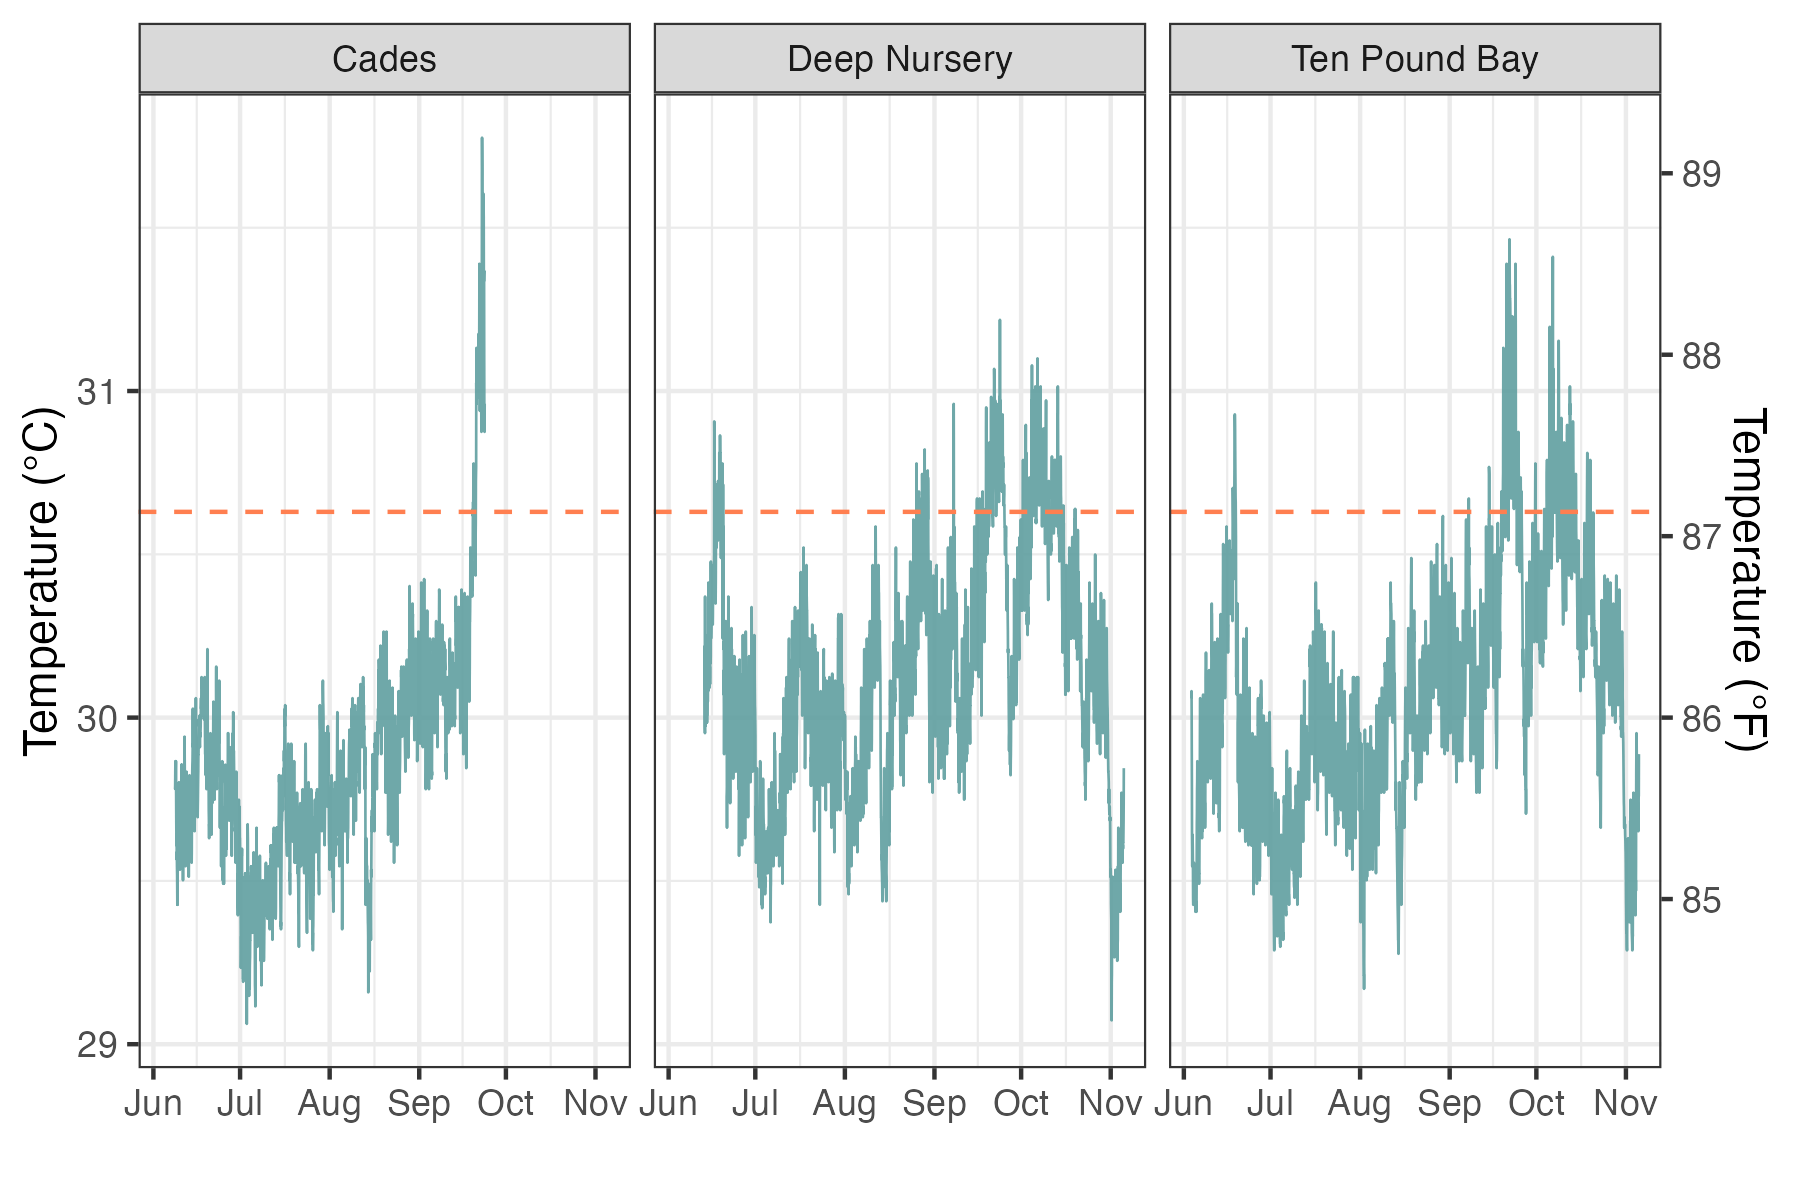 Cades
Deep Nursery
Ten Pound Bay
Temperature (°C)
31
30
29
89
88
87
86
85
Temperature (°F)
Jun Jul Aug Sep Oct Nov
Jun Jul Aug Sep Oct Nov
Jun Jul Aug Sep Oct Nov